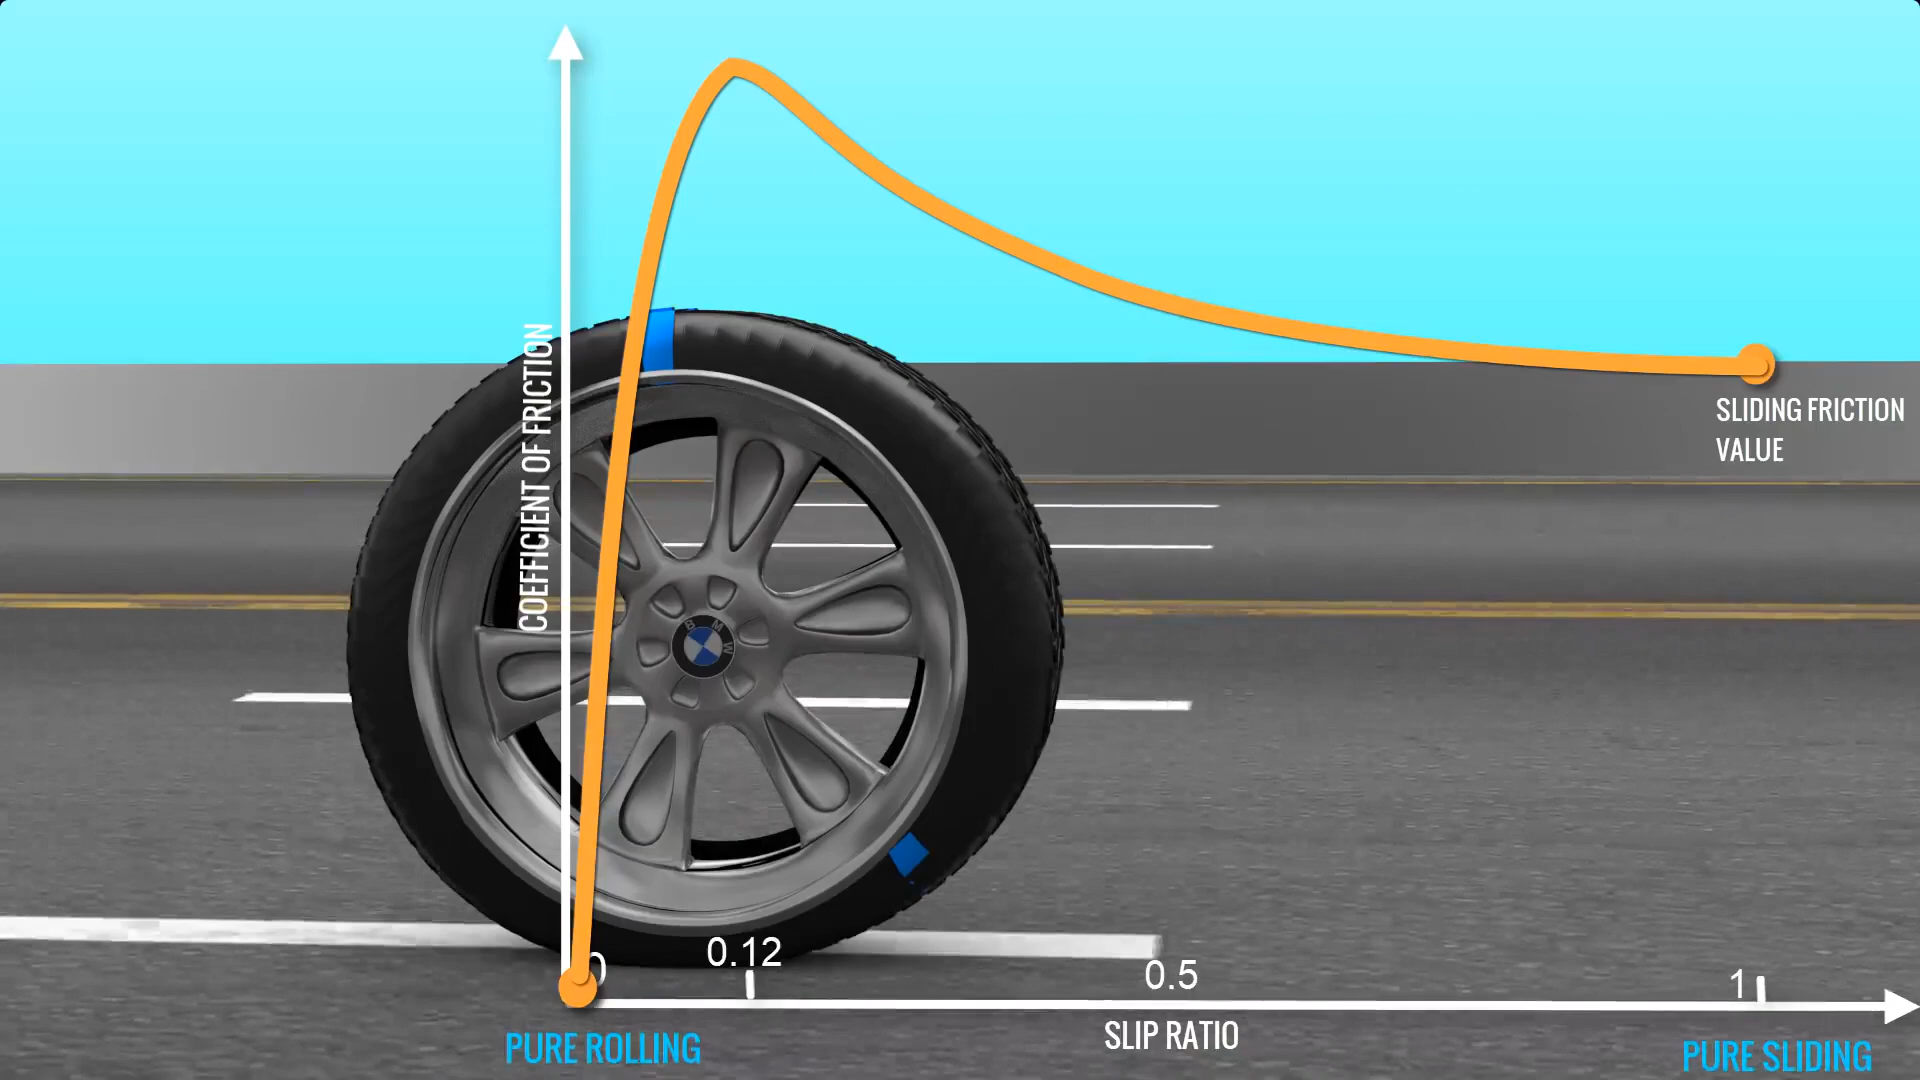 COEFFICIENT OF FRICTION
SLIDING FRICTION
VALUE
B M W
0
0.12
0.5
1
SLIP RATIO
PURE ROLLING
PURE SLIDING